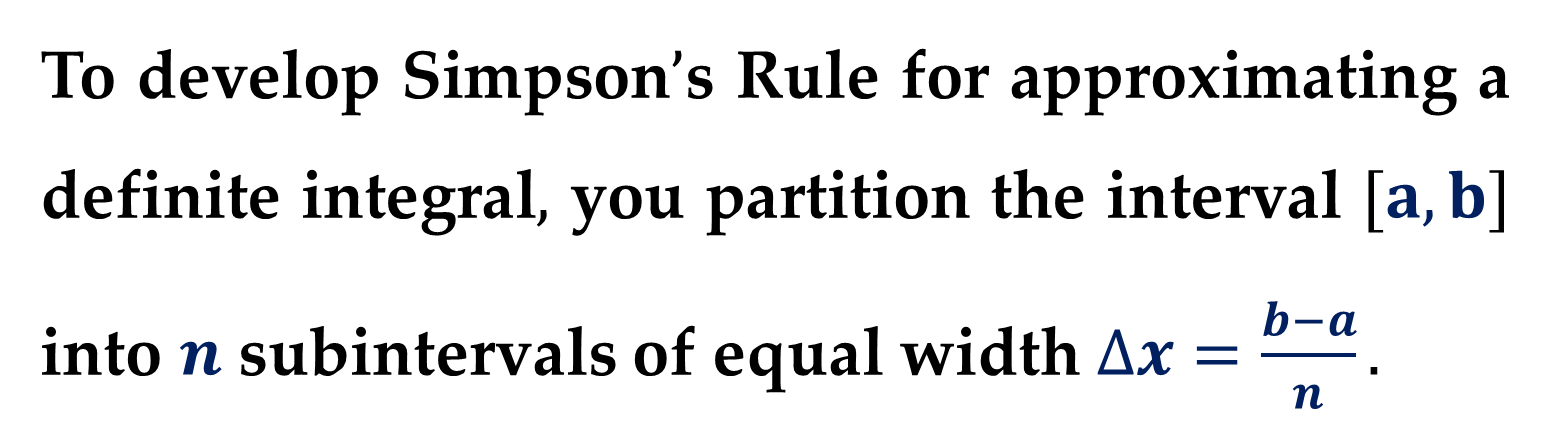 To develop Simpson’s Rule for approximating a
definite integral, you partition the interval [a, b]
into n subintervals of equal width Δx = b−a/n.